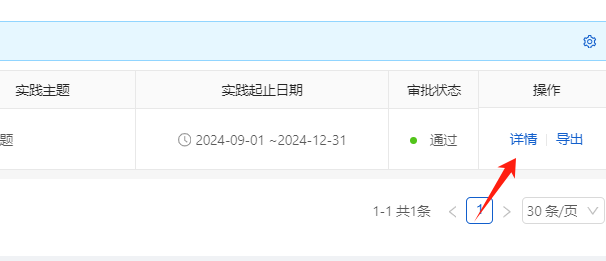 实践主题 实践起止日期 审批状态 操作
题 2024-09-01 ~2024-12-31 通过 详情 导出
1-1 共1条 1 30 条/页